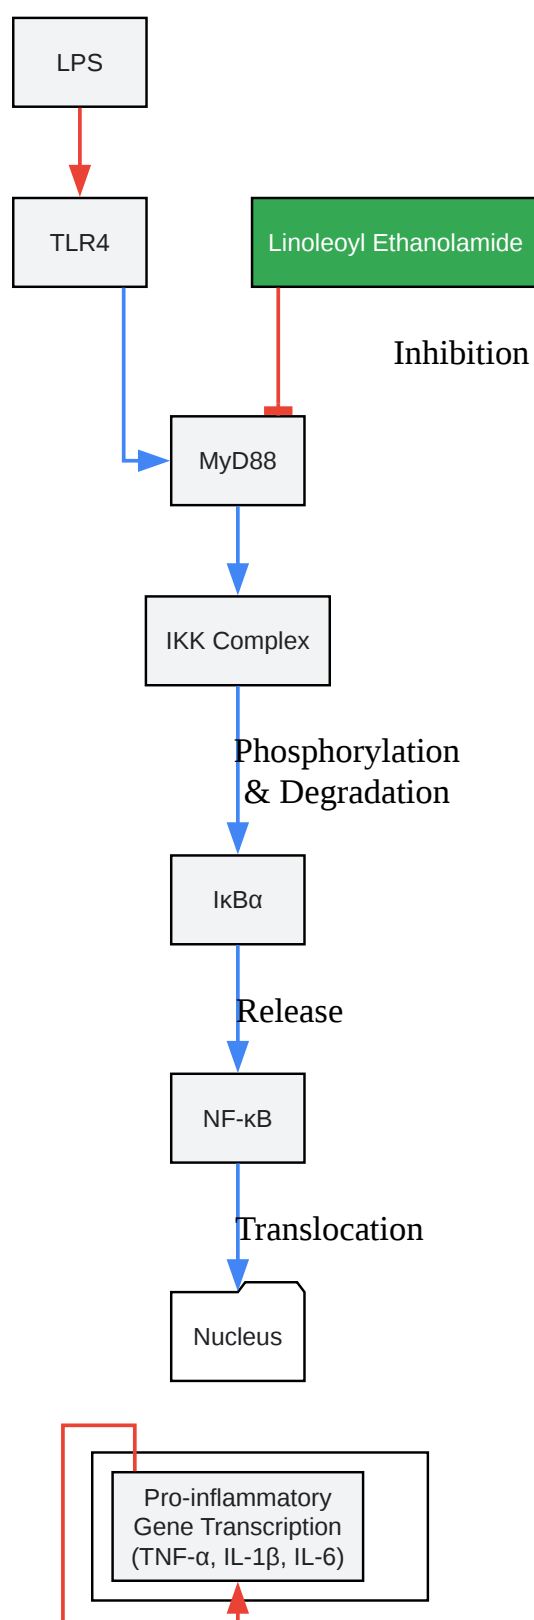 LPS
TLR4
Linoleoyl Ethanolamide
Inhibition
MyD88
IKK Complex
Phosphorylation
& Degradation
IκBα
Release
NF-κB
Translocation
Nucleus
Pro-inflammatory
Gene Transcription
(TNF-α, IL-1β, IL-6)